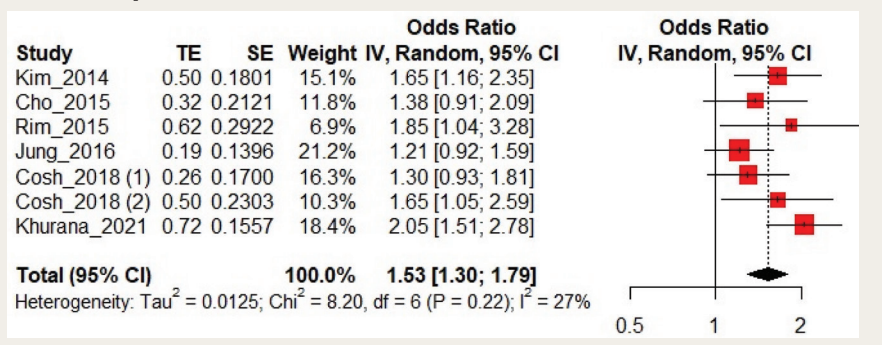 Odds Ratio Odds Ratio
Study TE SE Weight IV, Random, 95% CI IV, Random, 95% CI
Kim_2014 0.50 0.1801 15.1% 1.65 [1.16; 2.35]
Cho_2015 0.32 0.2121 11.8% 1.38 [0.91; 2.09]
Rim_2015 0.62 0.2922 6.9% 1.85 [1.04; 3.28]
Jung_2016 0.19 0.1396 21.2% 1.21 [0.92; 1.59]
Cosh_2018 (1) 0.26 0.1700 16.3% 1.30 [0.93; 1.81]
Cosh_2018 (2) 0.50 0.2303 10.3% 1.65 [1.05; 2.59]
Khurana_2021 0.72 0.1557 18.4% 2.05 [1.51; 2.78]
Total (95% CI) 100.0% 1.53 [1.30; 1.79]
Heterogeneity: Tau² = 0.0125; Chi² = 8.20, df = 6 (P = 0.22); I² = 27%
0.5 1 2